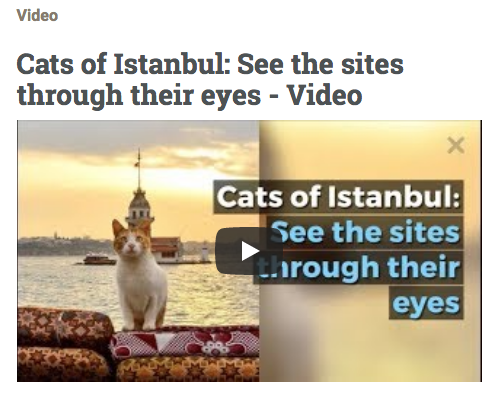 Video
Cats of Istanbul: See the sites
through their eyes - Video
Cats of Istanbul:
See the sites
through their
eyes